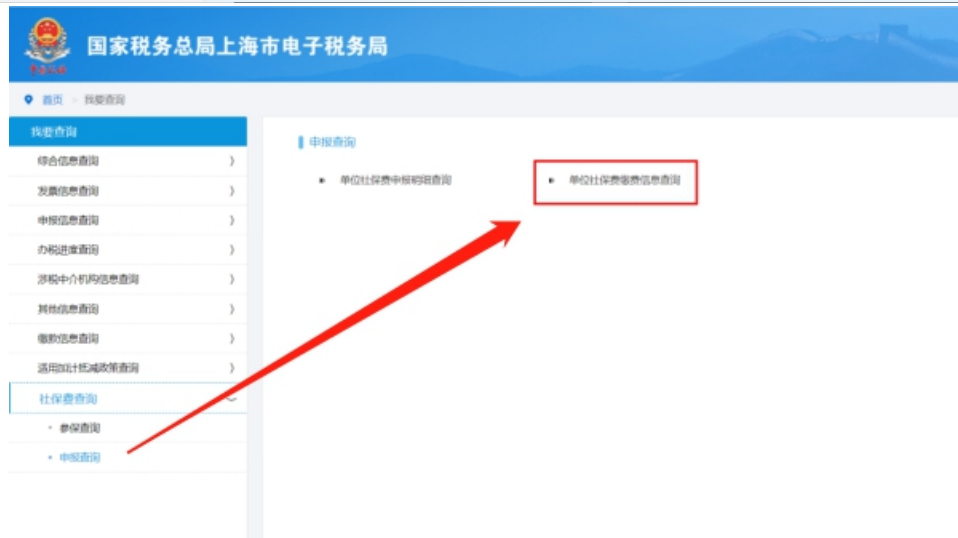 国家税务总局上海市电子税务局
首页 > 我要查询
我要查询
综合信息查询
发票信息查询
申报信息查询
办税进度查询
涉税中介机构信息查询
其他信息查询
缴款信息查询
适用加计抵减政策查询
社保费查询
参保查询
申报查询
申报查询
单位社保费申报明细查询
单位社保费缴费信息查询